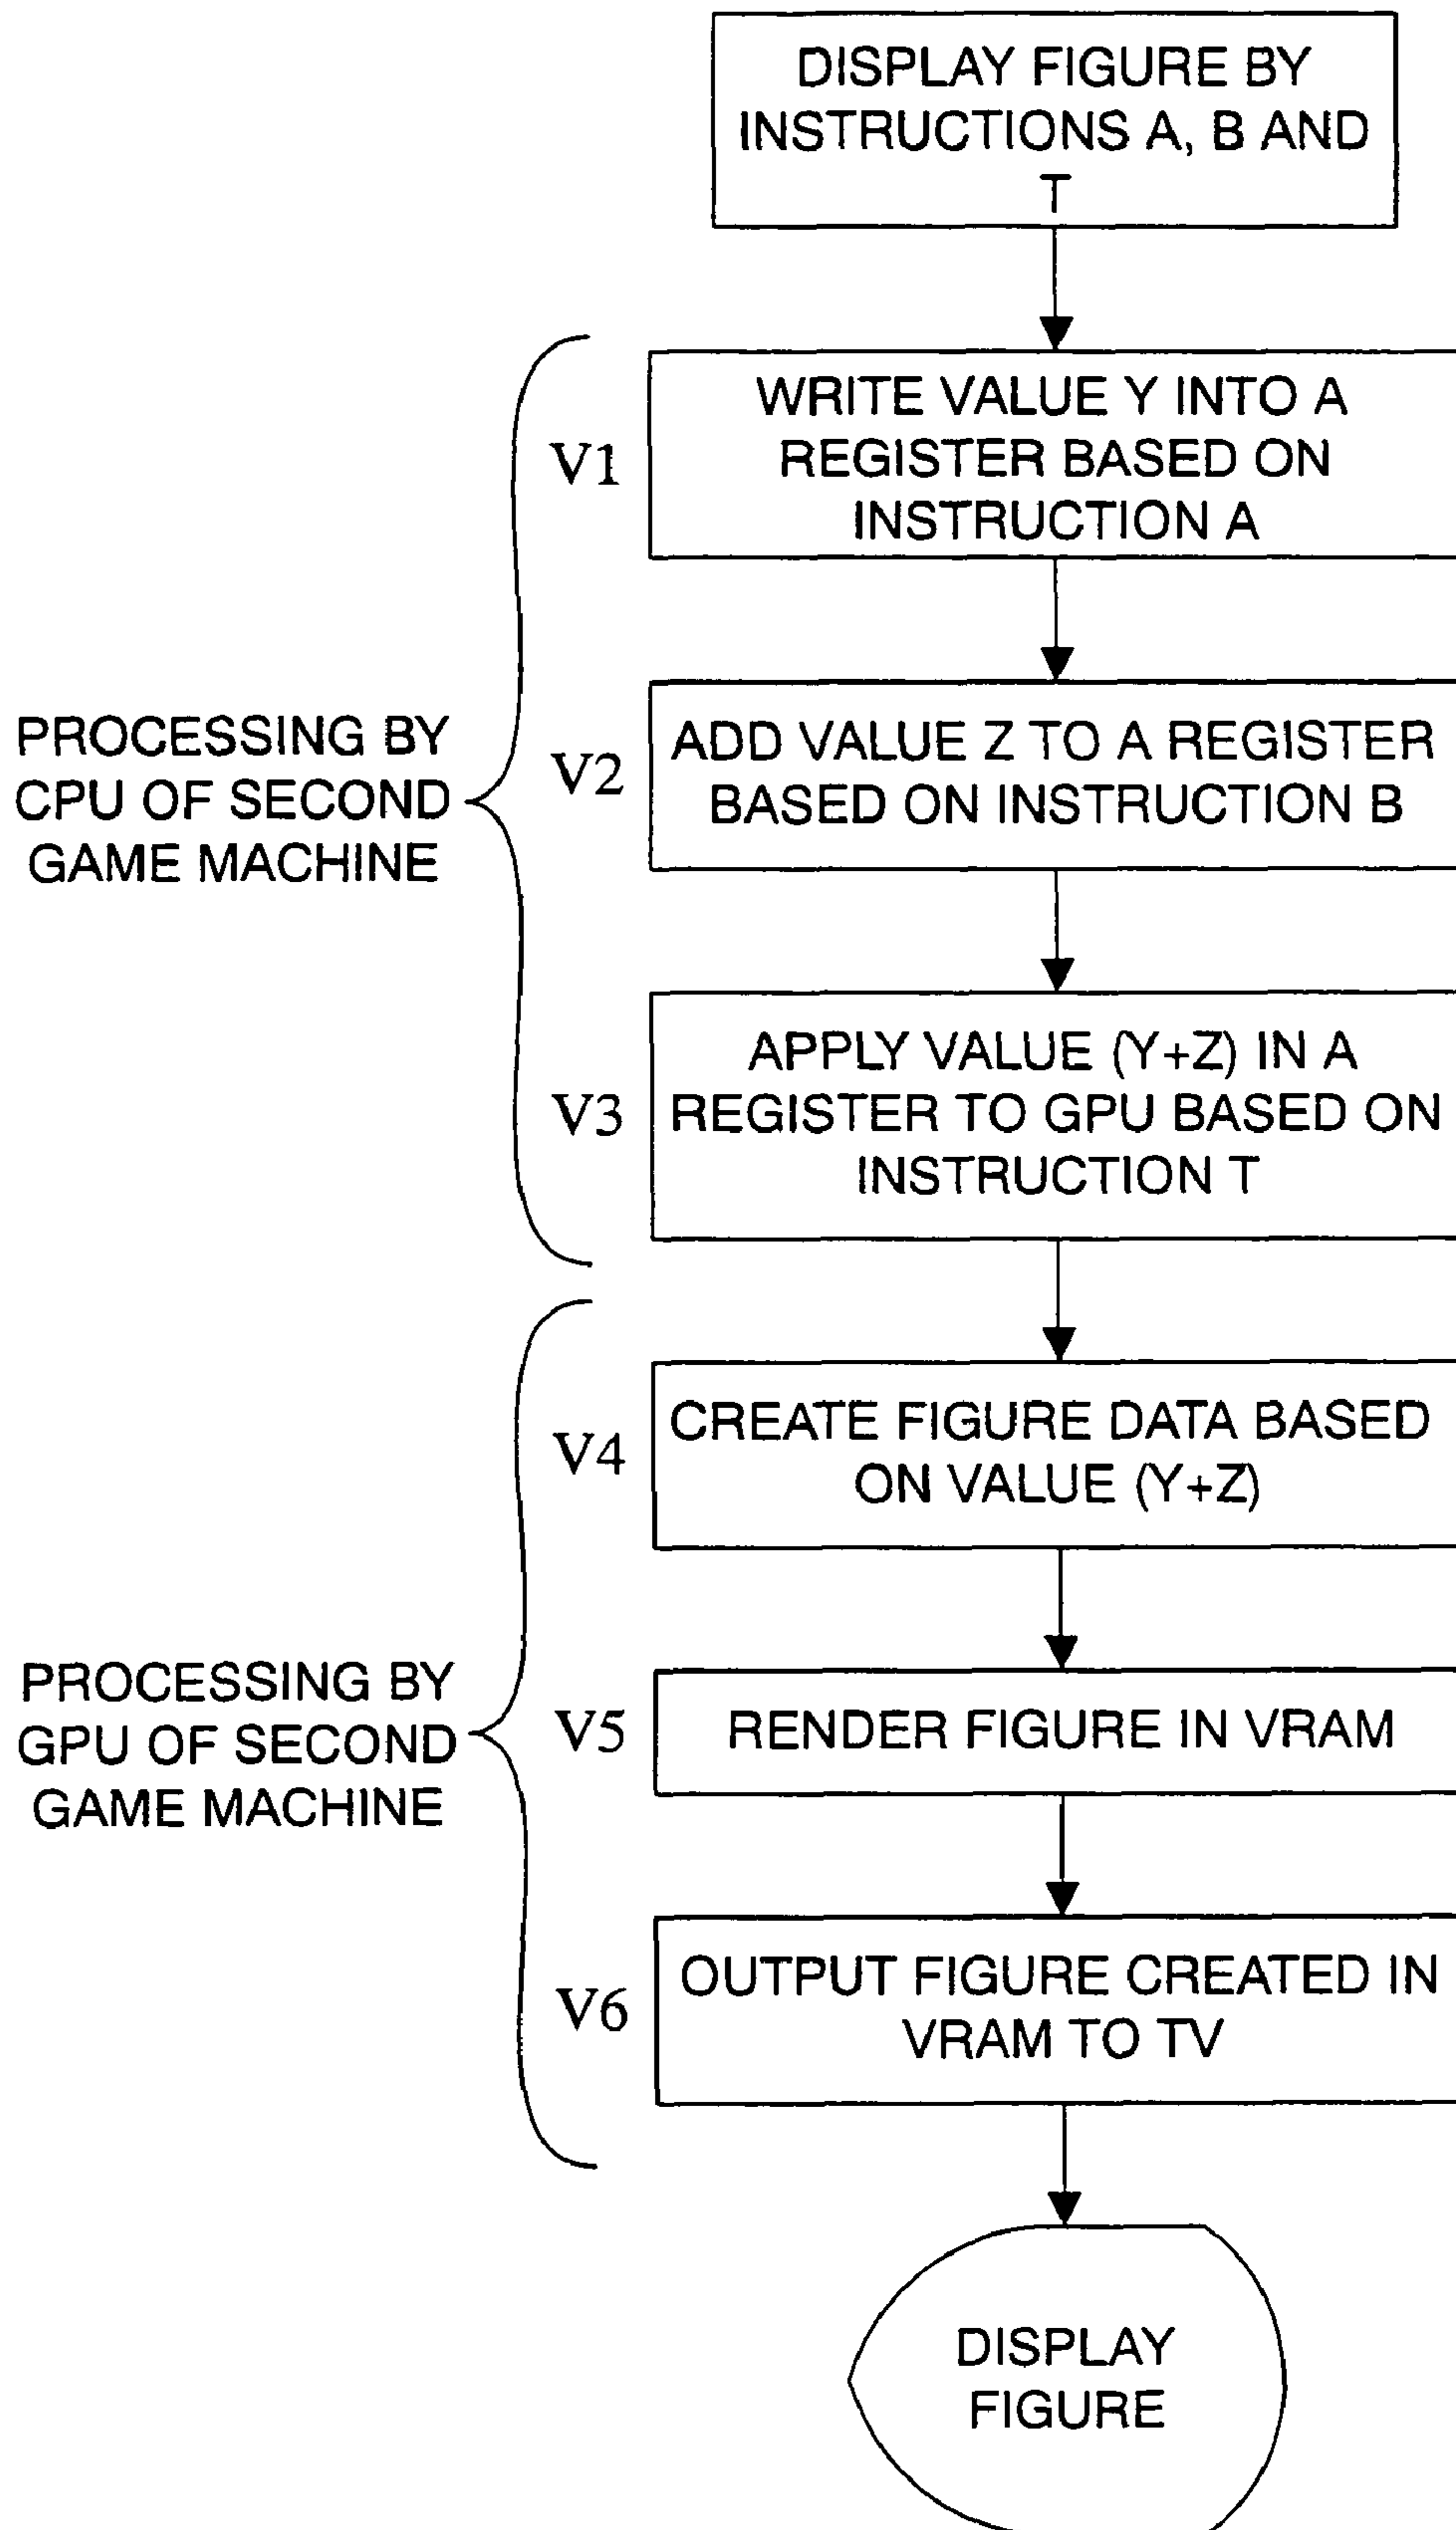 DISPLAY FIGURE BY
INSTRUCTIONS A, B AND
T
V1
WRITE VALUE Y INTO A
REGISTER BASED ON
INSTRUCTION A
PROCESSING BY
CPU OF SECOND
GAME MACHINE
V2
ADD VALUE Z TO A REGISTER
BASED ON INSTRUCTION B
V3
APPLY VALUE (Y+Z) IN A
REGISTER TO GPU BASED ON
INSTRUCTION T
V4
CREATE FIGURE DATA BASED
ON VALUE (Y+Z)
PROCESSING BY
GPU OF SECOND
GAME MACHINE
V5
RENDER FIGURE IN VRAM
V6
OUTPUT FIGURE CREATED IN
VRAM TO TV
DISPLAY
FIGURE